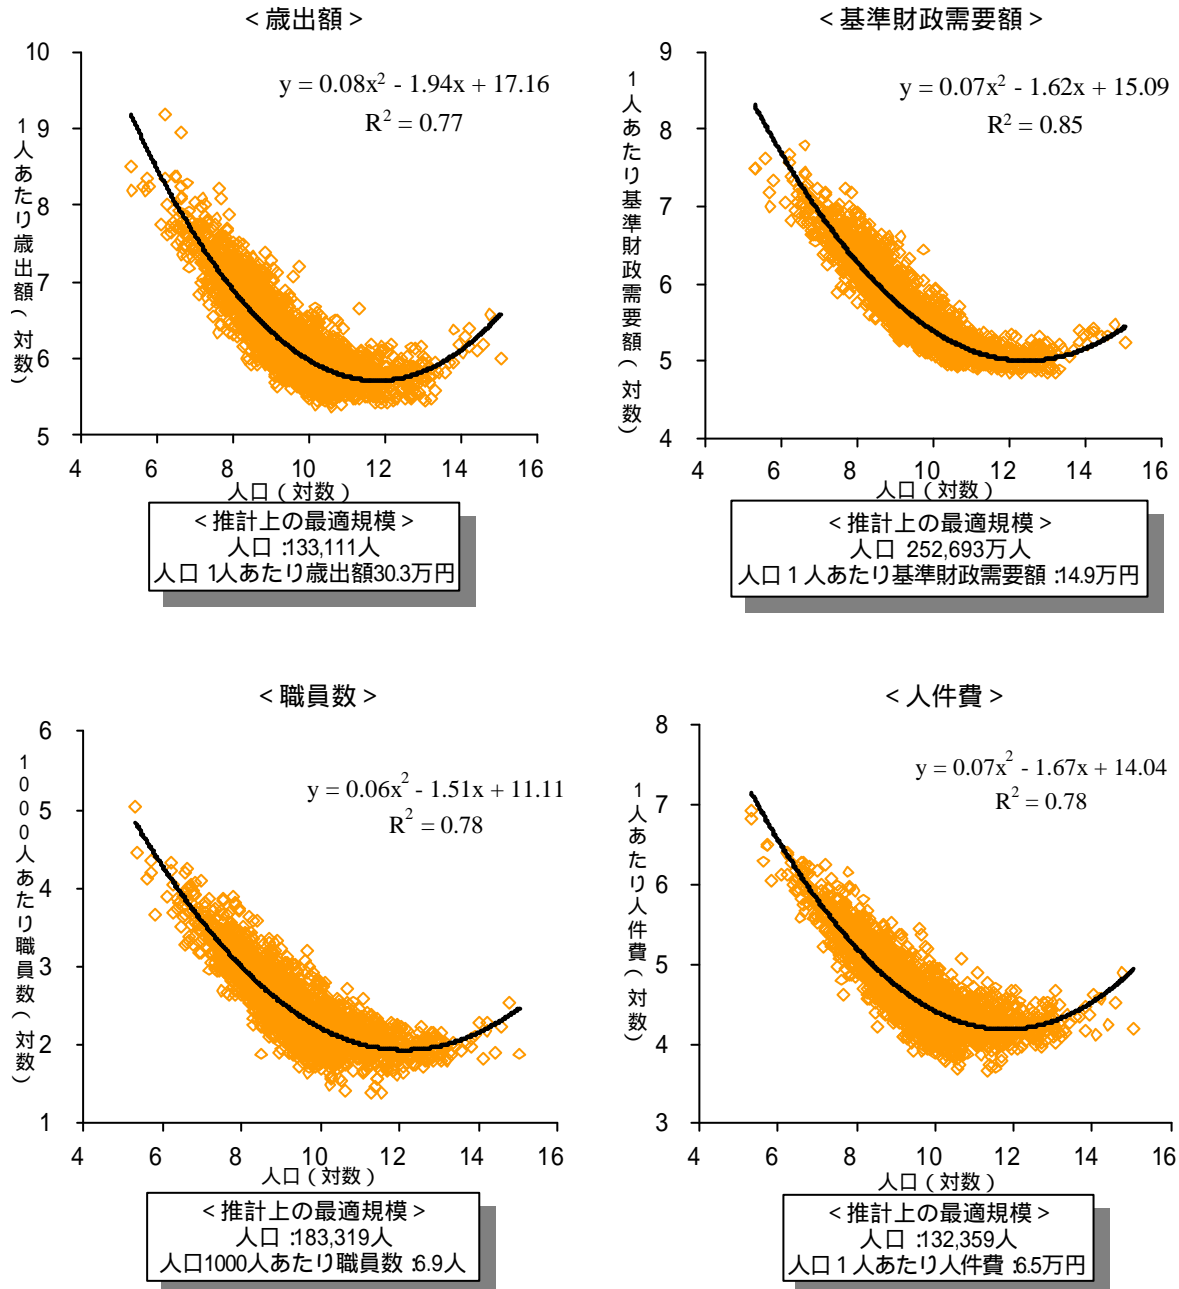 ＜歳出額＞
y = 0.08x² - 1.94x + 17.16
R² = 0.77
1人あたり歳出額（対数）
10
9
8
7
6
5
4 6 8 10 12 14 16
人口（対数）
＜推計上の最適規模＞
人口 :133,111人
人口 1人あたり歳出額30.3万円
＜基準財政需要額＞
y = 0.07x² - 1.62x + 15.09
R² = 0.85
1人あたり基準財政需要額（対数）
9
8
7
6
5
4
4 6 8 10 12 14 16
人口（対数）
＜推計上の最適規模＞
人口 252,693万人
人口１人あたり基準財政需要額 :14.9万円
＜職員数＞
y = 0.06x² - 1.51x + 11.11
R² = 0.78
1000人あたり職員数（対数）
6
5
4
3
2
1
4 6 8 10 12 14 16
人口（対数）
＜推計上の最適規模＞
人口 :183,319人
人口1000人あたり職員数 :6.9人
＜人件費＞
y = 0.07x² - 1.67x + 14.04
R² = 0.78
1人あたり人件費（対数）
8
7
6
5
4
3
4 6 8 10 12 14 16
人口（対数）
＜推計上の最適規模＞
人口 :132,359人
人口１人あたり人件費 :6.5万円